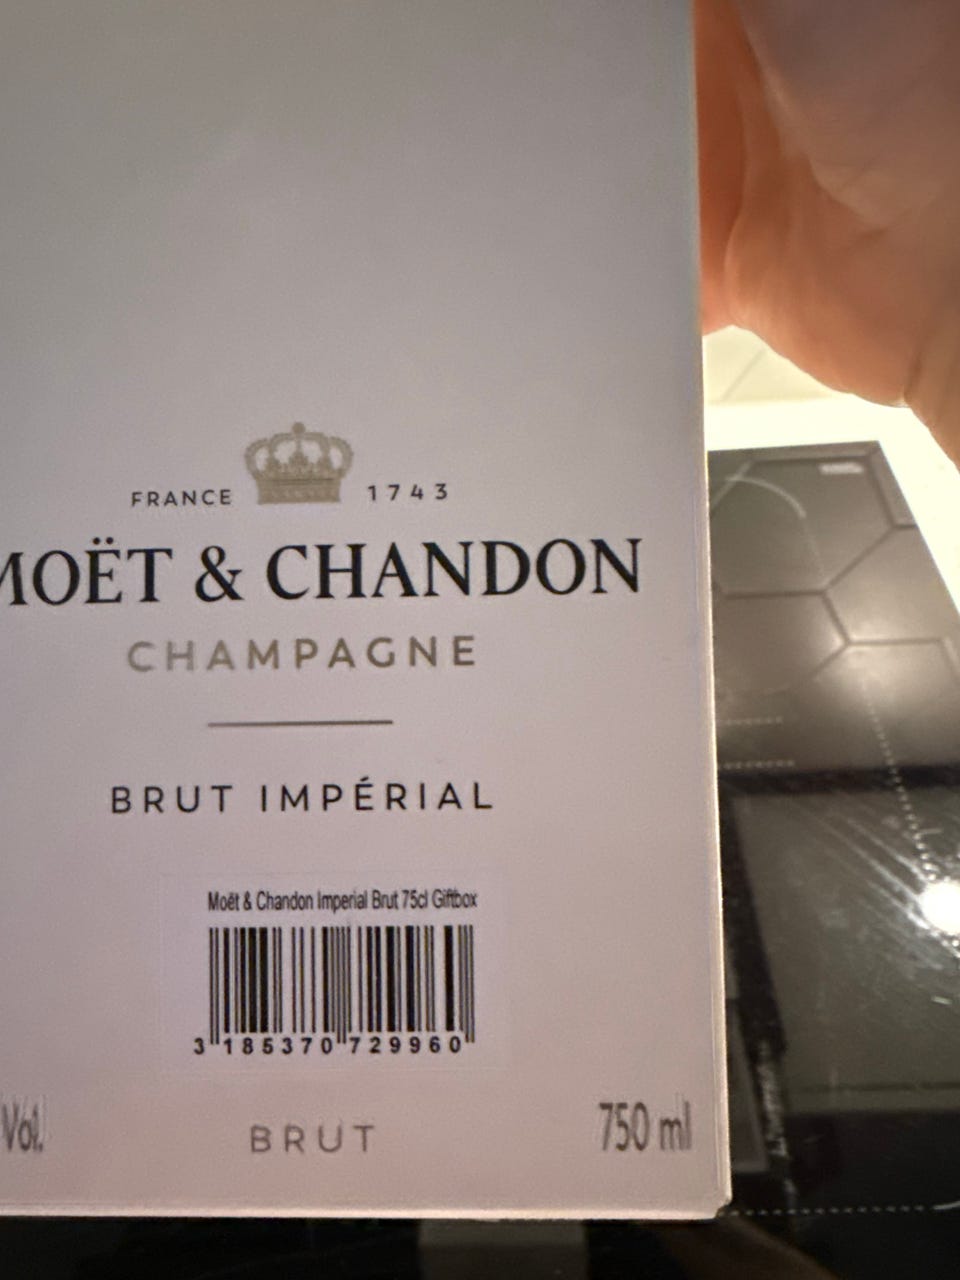 FRANCE 1743
MOËT & CHANDON
CHAMPAGNE
BRUT IMPÉRIAL
Moët & Chandon Imperial Brut 75cl Giftbox
3 185370 729960
Vol. BRUT 750 ml